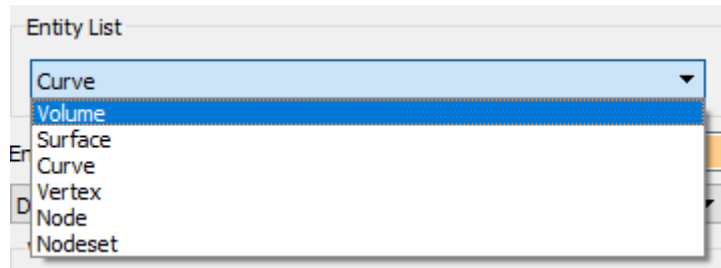 Entity List
Curve
Volume
Surface
Curve
Vertex
Node
Nodeset